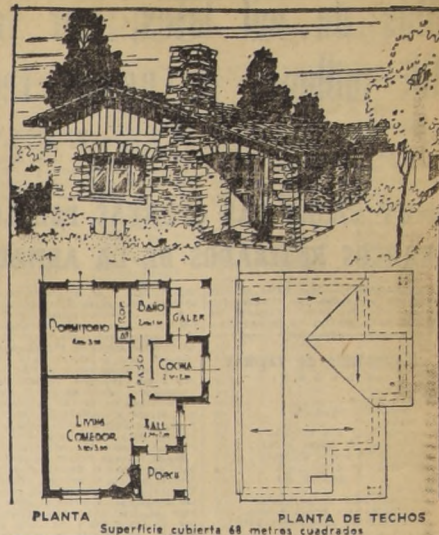 BAÑO
GALER
DORMITORIO
COCINA
PASO
LIVING
COMEDOR
HALL
PORCH
PLANTA
PLANTA DE TECHOS
Superficie cubierta 68 metros cuadrados